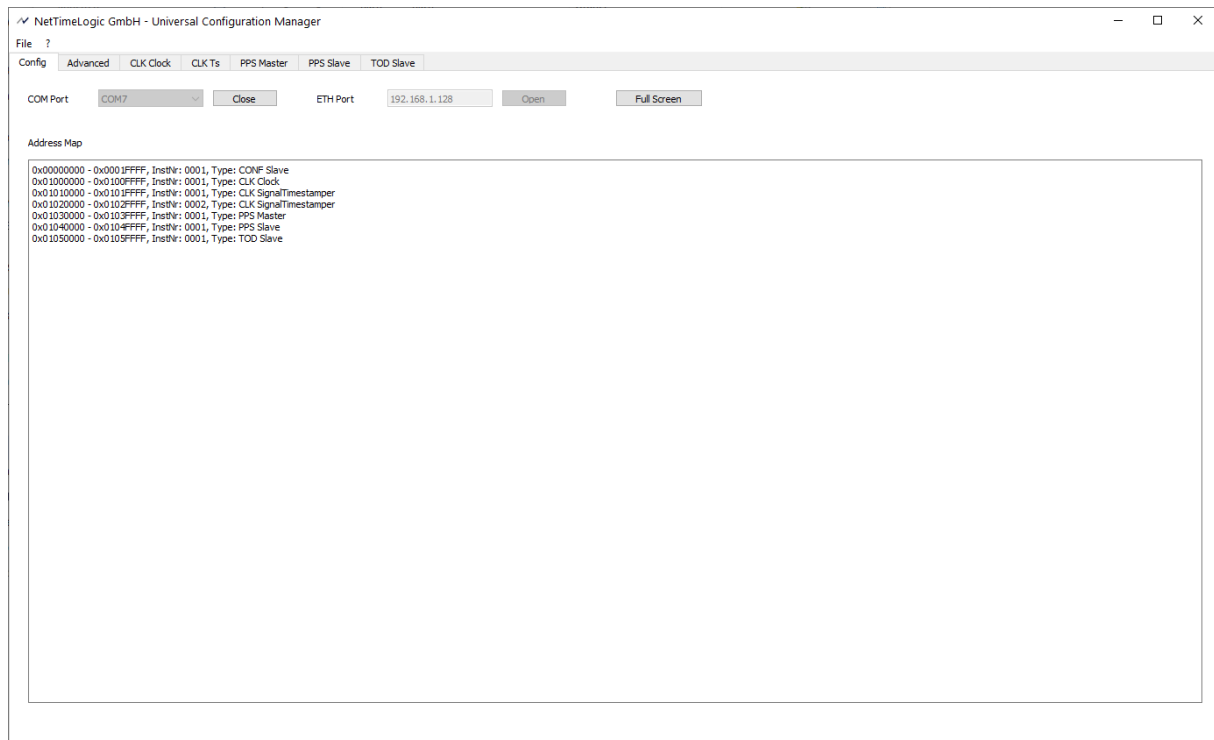 NetTimeLogic GmbH - Universal Configuration Manager
File ?
Config Advanced CLK Clock CLK Ts PPS Master PPS Slave TOD Slave
COM Port COM7 Close ETH Port 192.168.1.128 Open Full Screen
Address Map
0x00000000 - 0x0001FFFF, InstNr: 0001, Type: CONF Slave
0x01000000 - 0x0100FFFF, InstNr: 0001, Type: CLK Clock
0x01010000 - 0x0101FFFF, InstNr: 0001, Type: CLK SignalTimestamper
0x01020000 - 0x0102FFFF, InstNr: 0002, Type: CLK SignalTimestamper
0x01030000 - 0x0103FFFF, InstNr: 0001, Type: PPS Master
0x01040000 - 0x0104FFFF, InstNr: 0001, Type: PPS Slave
0x01050000 - 0x0105FFFF, InstNr: 0001, Type: TOD Slave